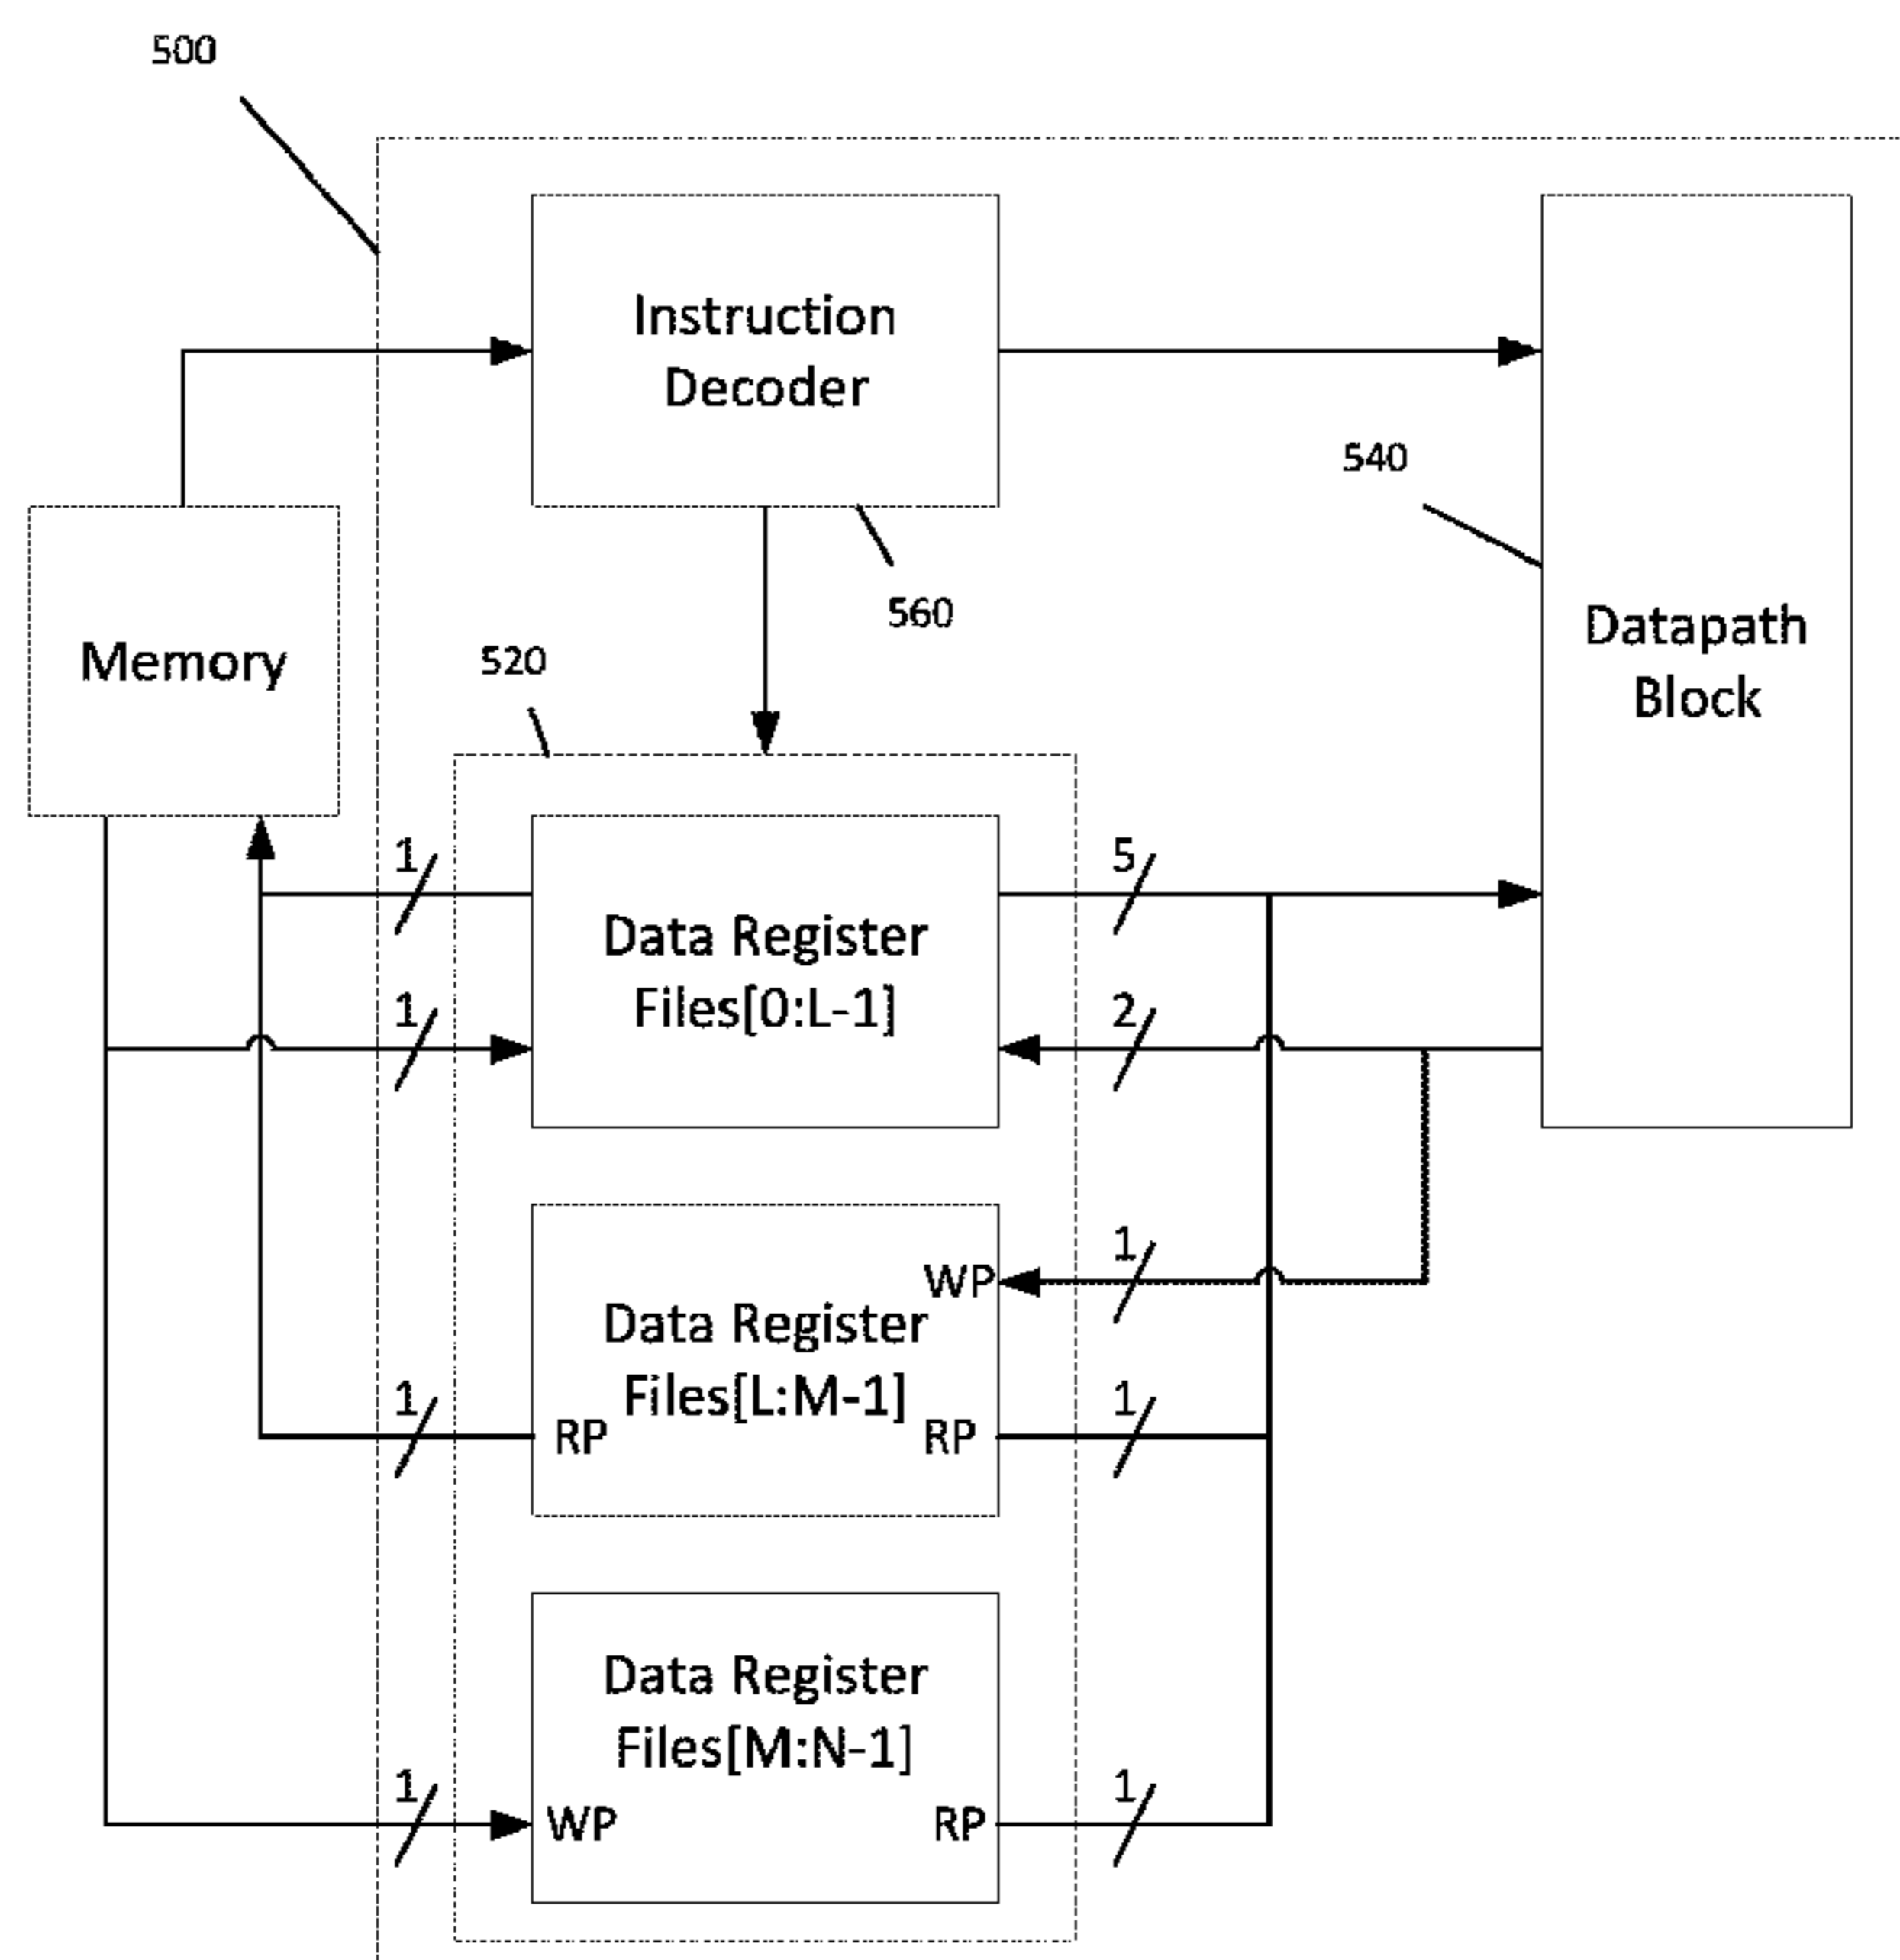 500
Instruction
Decoder
540
560
Memory
520
Datapath
Block
1
5
Data Register
Files[0:L-1]
1
2
1
WP
Data Register
Files[L:M-1]
1
RP
RP
1
Data Register
Files[M:N-1]
1
WP
RP
1